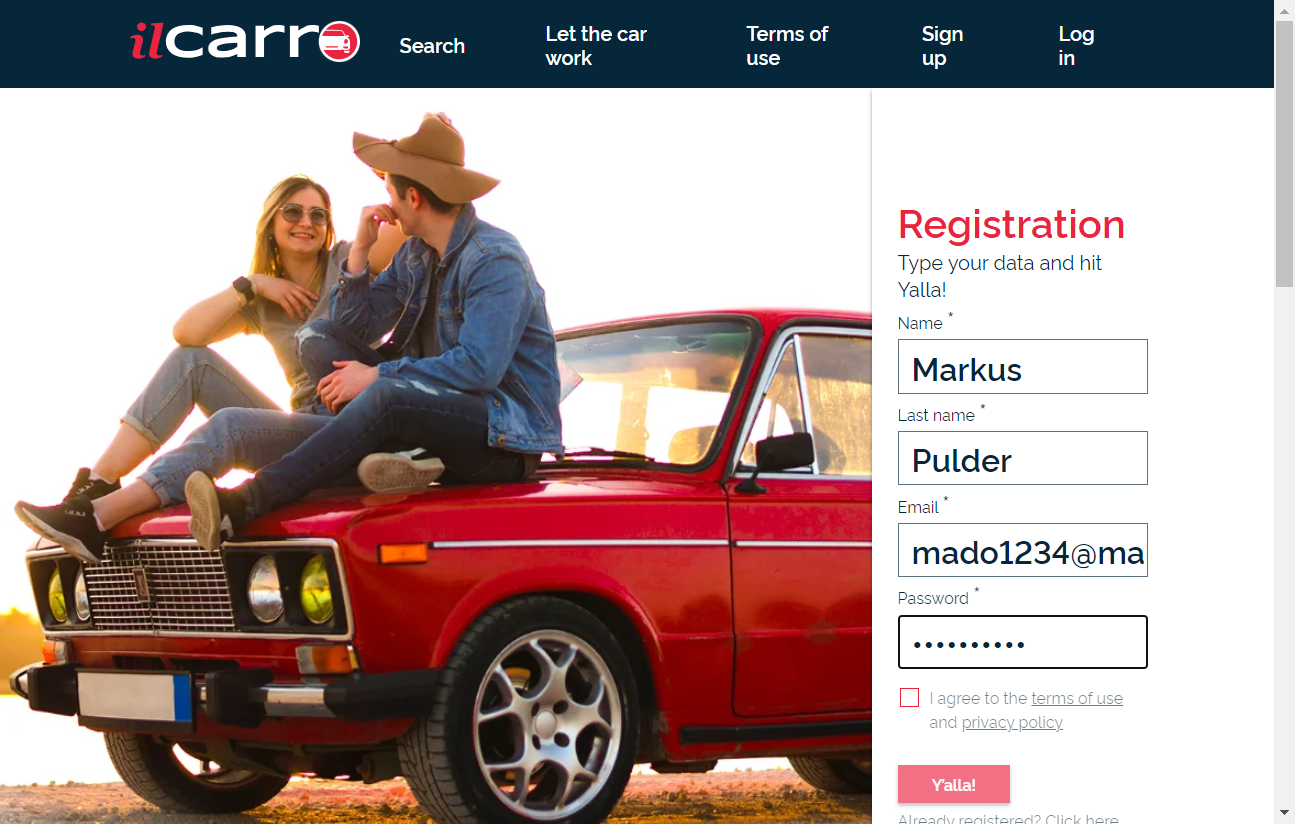 ilcarro
Search
Let the car
work
Terms of
use
Sign
up
Log
in
Registration
Type your data and hit
Yalla!
Name *
Markus
Last name *
Pulder
Email *
mado1234@ma
Password *
••••••••••
I agree to the terms of use
and privacy policy
Y'alla!
Already registered? Click here